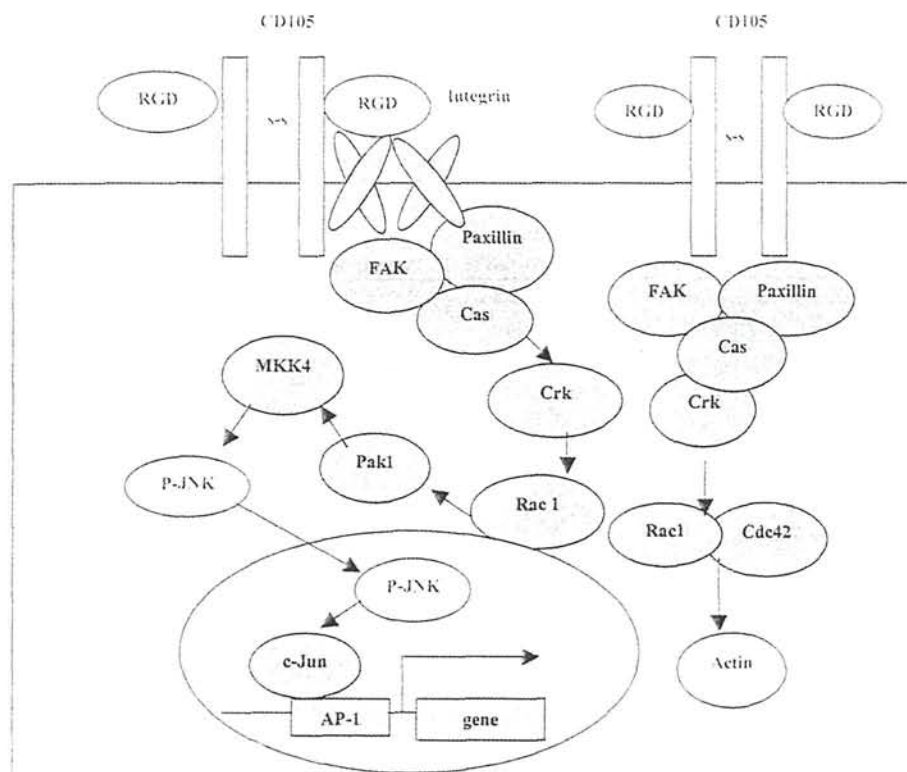 CD105
CD105
RGD
s-s
RGD
Integrin
RGD
s-s
RGD
Paxillin
FAK
Cas
FAK
Paxillin
Cas
Crk
MKK4
Crk
Pak1
P-JNK
Rac 1
Rac1
Cdc42
P-JNK
c-Jun
Actin
AP-1
gene